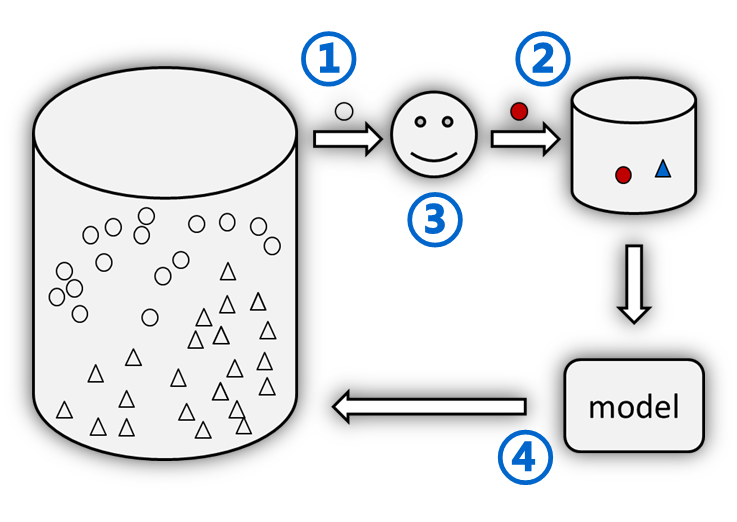 ①
②
③
model
④